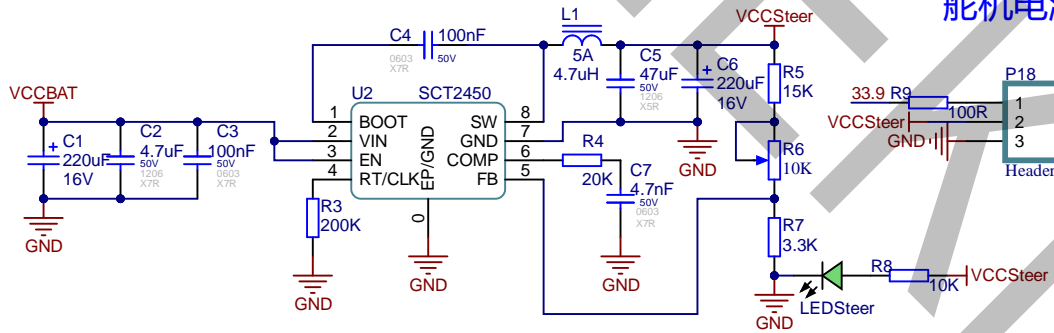 舵机电
VCCBAT
C1
220uF
16V
C2
4.7uF
50V
1206
X7R
C3
100nF
50V
0603
X7R
GND
C4
100nF
0603
X7R
50V
U2
SCT2450
1
BOOT
2
VIN
3
EN
4
RT/CLK
EP/GND
0
SW
8
GND
7
COMP
6
FB
5
R3
200K
GND
GND
L1
5A
4.7uH
C5
47uF
50V
1206
X5R
C6
220uF
16V
GND
R4
20K
C7
4.7nF
50V
0603
X7R
GND
VCCSteer
R5
15K
R6
10K
R7
3.3K
GND
LEDSteer
R8
10K
VCCSteer
P18
33.9
R9
100R
VCCSteer
GND
1
2
3
Header